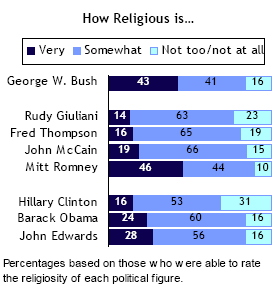 How Religious is...
Very Somewhat Not too/not at all
George W. Bush 43 41 16
Rudy Giuliani 14 63 23
Fred Thompson 16 65 19
John McCain 19 66 15
Mitt Romney 46 44 10
Hillary Clinton 16 53 31
Barack Obama 24 60 16
John Edwards 28 56 16
Percentages based on those who were able to rate
the religiosity of each political figure.